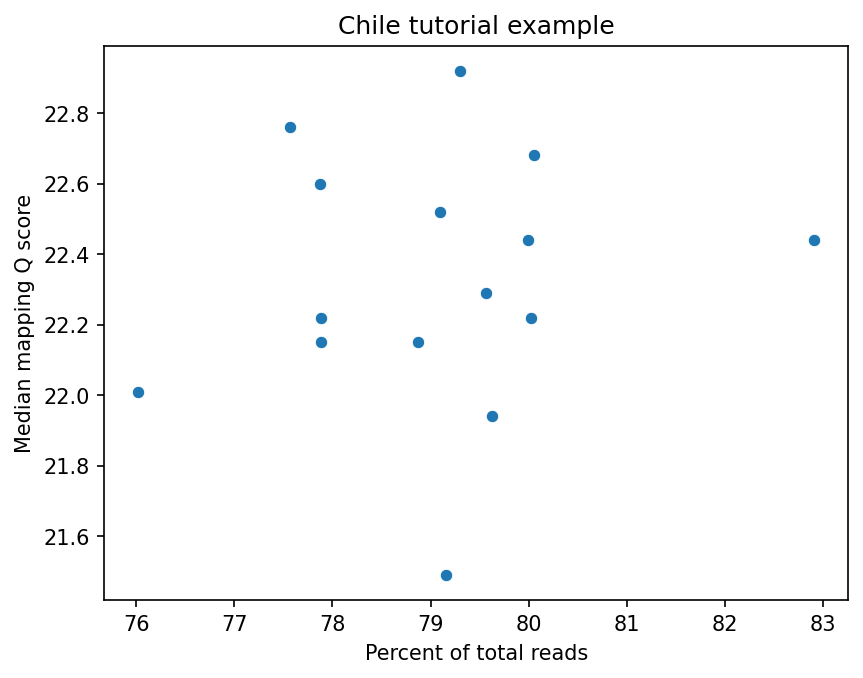 Chile tutorial example
Median mapping Q score
22.8
22.6
22.4
22.2
22.0
21.8
21.6
76 77 78 79 80 81 82 83
Percent of total reads